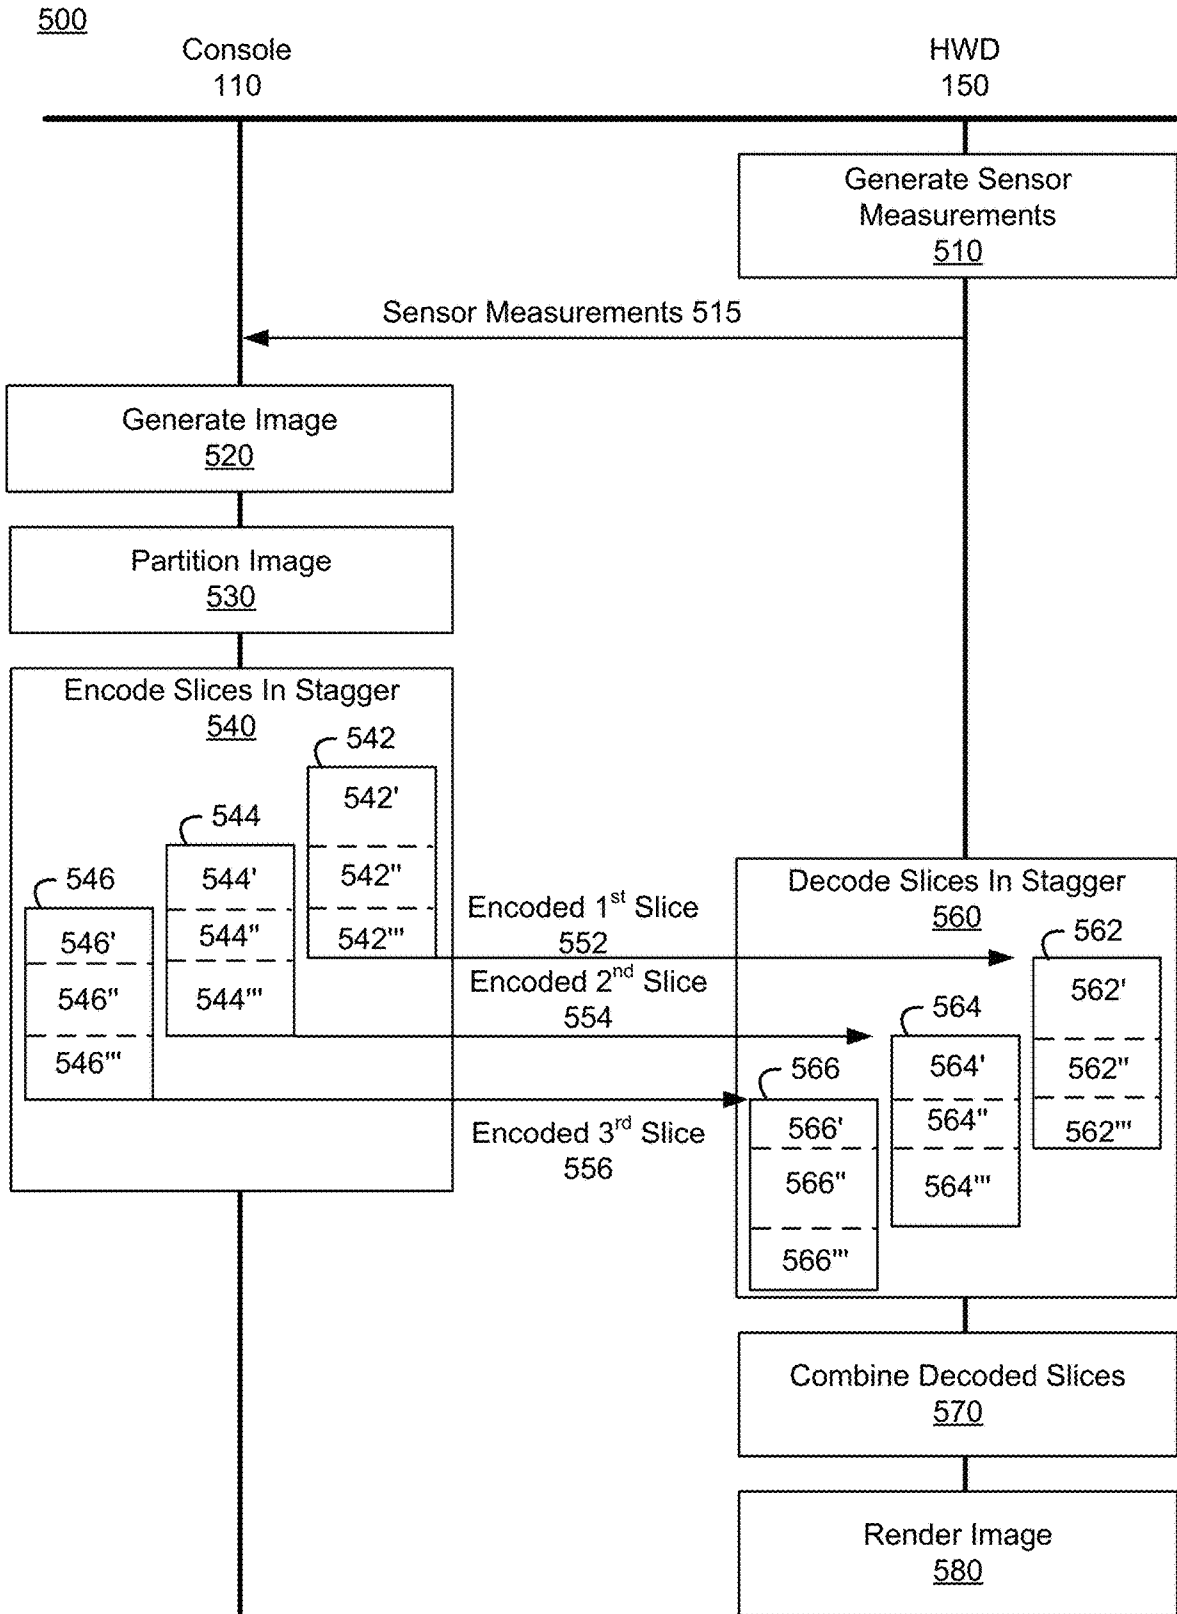 500
Console
110
HWD
150
Generate Sensor
Measurements
510
Sensor Measurements 515
Generate Image
520
Partition Image
530
Encode Slices In Stagger
540
542
542'
542"
542'"
544
544'
544"
544'"
546
546'
546"
546'"
Encoded 1st Slice
552
Encoded 2nd Slice
554
Encoded 3rd Slice
556
Decode Slices In Stagger
560
562
562'
562"
562'"
564
564'
564"
564'"
566
566'
566"
566'"
Combine Decoded Slices
570
Render Image
580